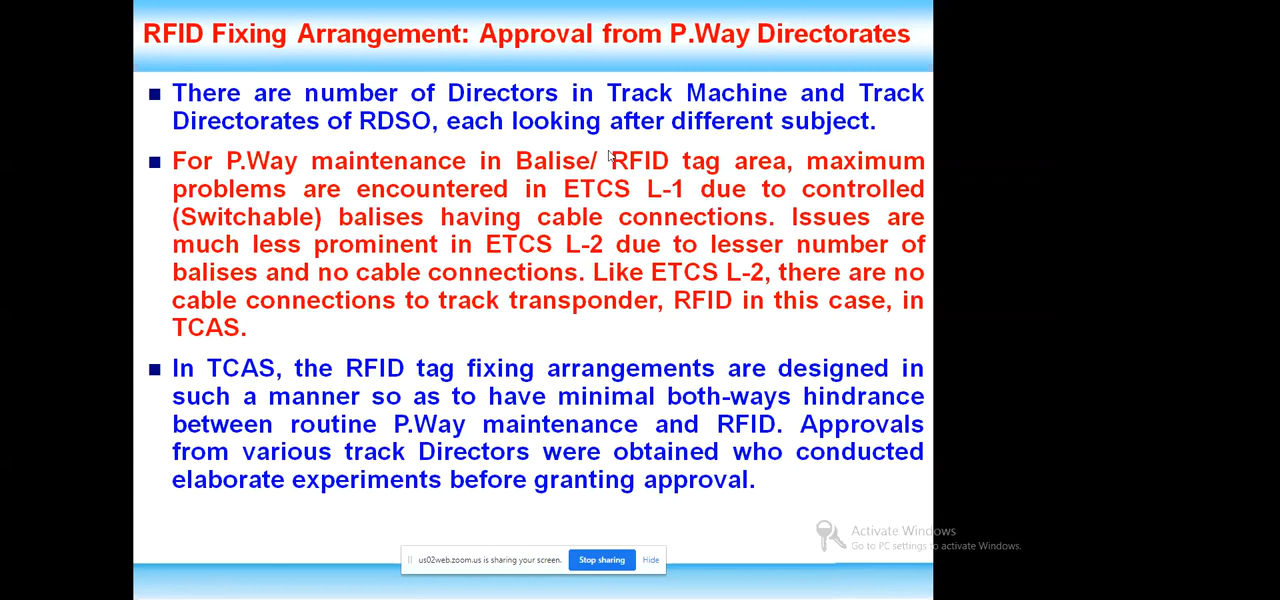 RFID Fixing Arrangement: Approval from P.Way Directorates
There are number of Directors in Track Machine and Track
Directorates of RDSO, each looking after different subject.
For P.Way maintenance in Balise/ RFID tag area, maximum
problems are encountered in ETCS L-1 due to controlled
(Switchable) balises having cable connections. Issues are
much less prominent in ETCS L-2 due to lesser number of
balises and no cable connections. Like ETCS L-2, there are no
cable connections to track transponder, RFID in this case, in
TCAS.
In TCAS, the RFID tag fixing arrangements are designed in
such a manner so as to have minimal both-ways hindrance
between routine P.Way maintenance and RFID. Approvals
from various track Directors were obtained who conducted
elaborate experiments before granting approval.
Activate Windows
Go to PC settings to activate Windows.
us02web.zoom.us is sharing your screen. Stop sharing Hide